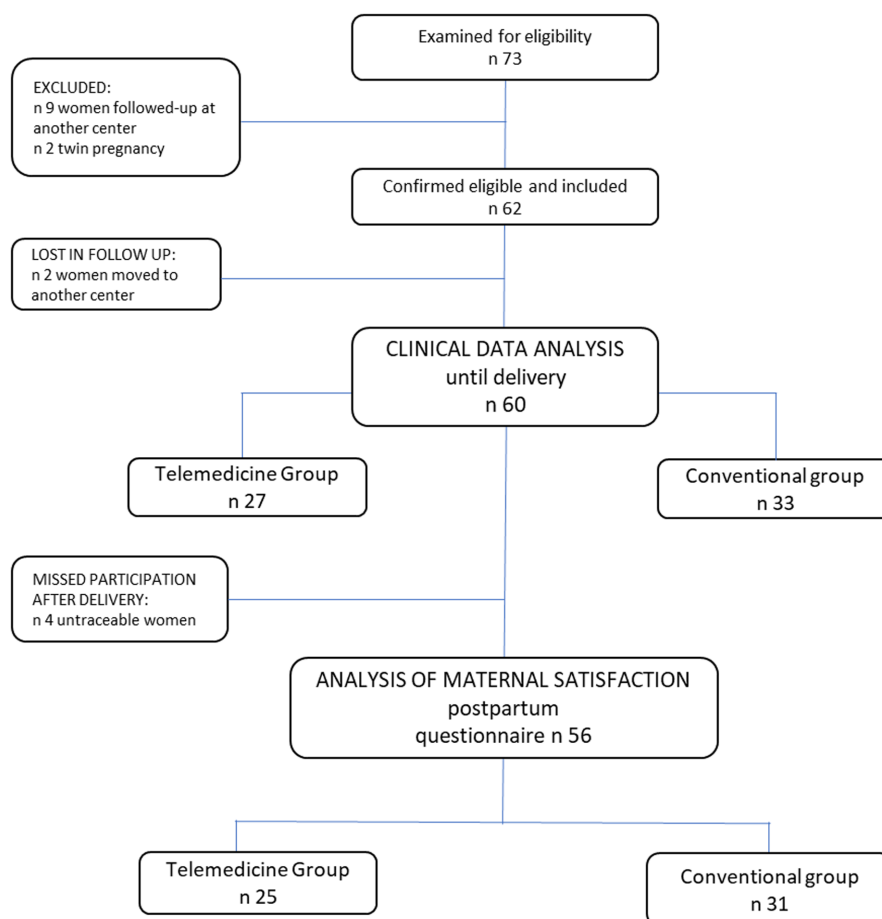 Examined for eligibility
n 73
EXCLUDED:
n 9 women followed-up at
another center
n 2 twin pregnancy
Confirmed eligible and included
n 62
LOST IN FOLLOW UP:
n 2 women moved to
another center
CLINICAL DATA ANALYSIS
until delivery
n 60
Telemedicine Group
n 27
Conventional group
n 33
MISSED PARTICIPATION
AFTER DELIVERY:
n 4 untraceable women
ANALYSIS OF MATERNAL SATISFACTION
postpartum
questionnaire n 56
Telemedicine Group
n 25
Conventional group
n 31